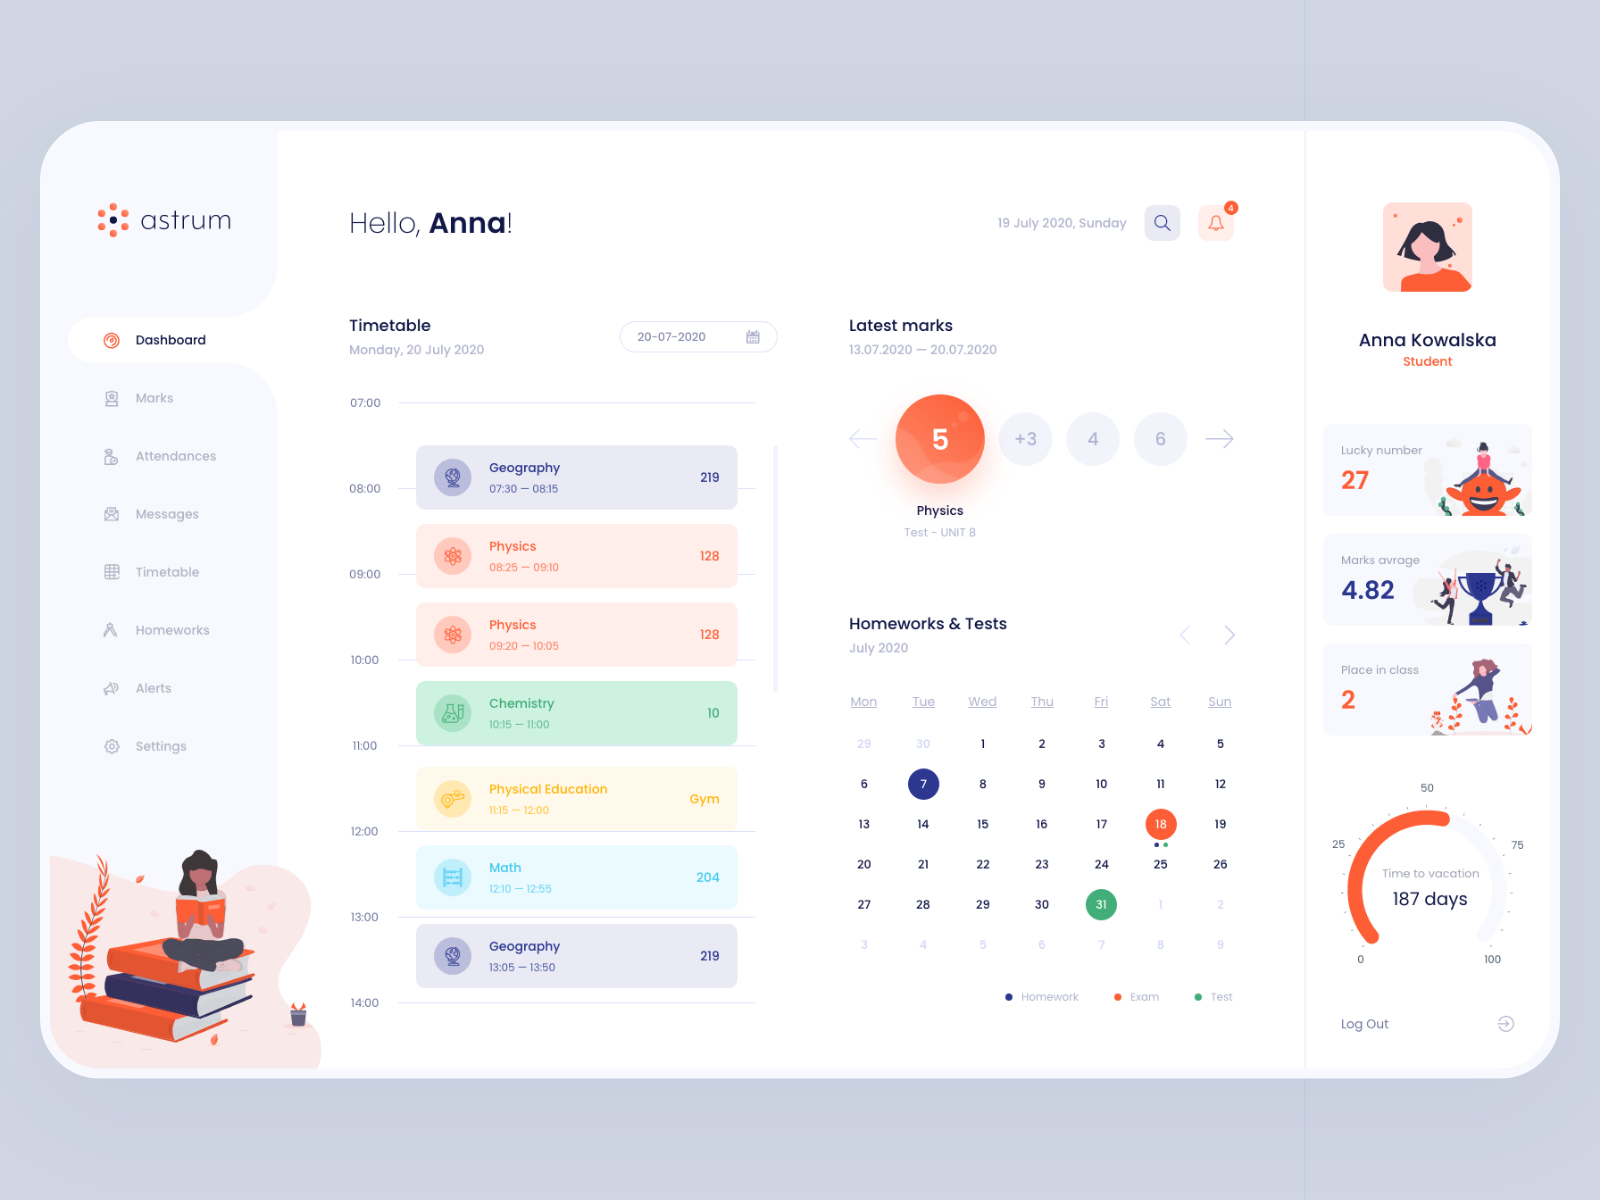 astrum
Dashboard
Marks
Attendances
Messages
Timetable
Homeworks
Alerts
Settings
Hello, Anna!
19 July 2020, Sunday
4
Timetable
Monday, 20 July 2020
20-07-2020
07:00
08:00
09:00
10:00
11:00
12:00
13:00
14:00
Geography
07:30 — 08:15
219
Physics
08:25 — 09:10
128
Physics
09:20 — 10:05
128
Chemistry
10:15 — 11:00
10
Physical Education
11:15 — 12:00
Gym
Math
12:10 — 12:55
204
Geography
13:05 — 13:50
219
Latest marks
13.07.2020 — 20.07.2020
5 +3 4 6
Physics
Test - UNIT 8
Homeworks & Tests
July 2020
Mon Tue Wed Thu Fri Sat Sun
29 30 1 2 3 4 5
6 7 8 9 10 11 12
13 14 15 16 17 18 19
20 21 22 23 24 25 26
27 28 29 30 31 1 2
3 4 5 6 7 8 9
Homework Exam Test
Anna Kowalska
Student
Lucky number
27
Marks avrage
4.82
Place in class
2
50
25 75
Time to vacation
187 days
0 100
Log Out